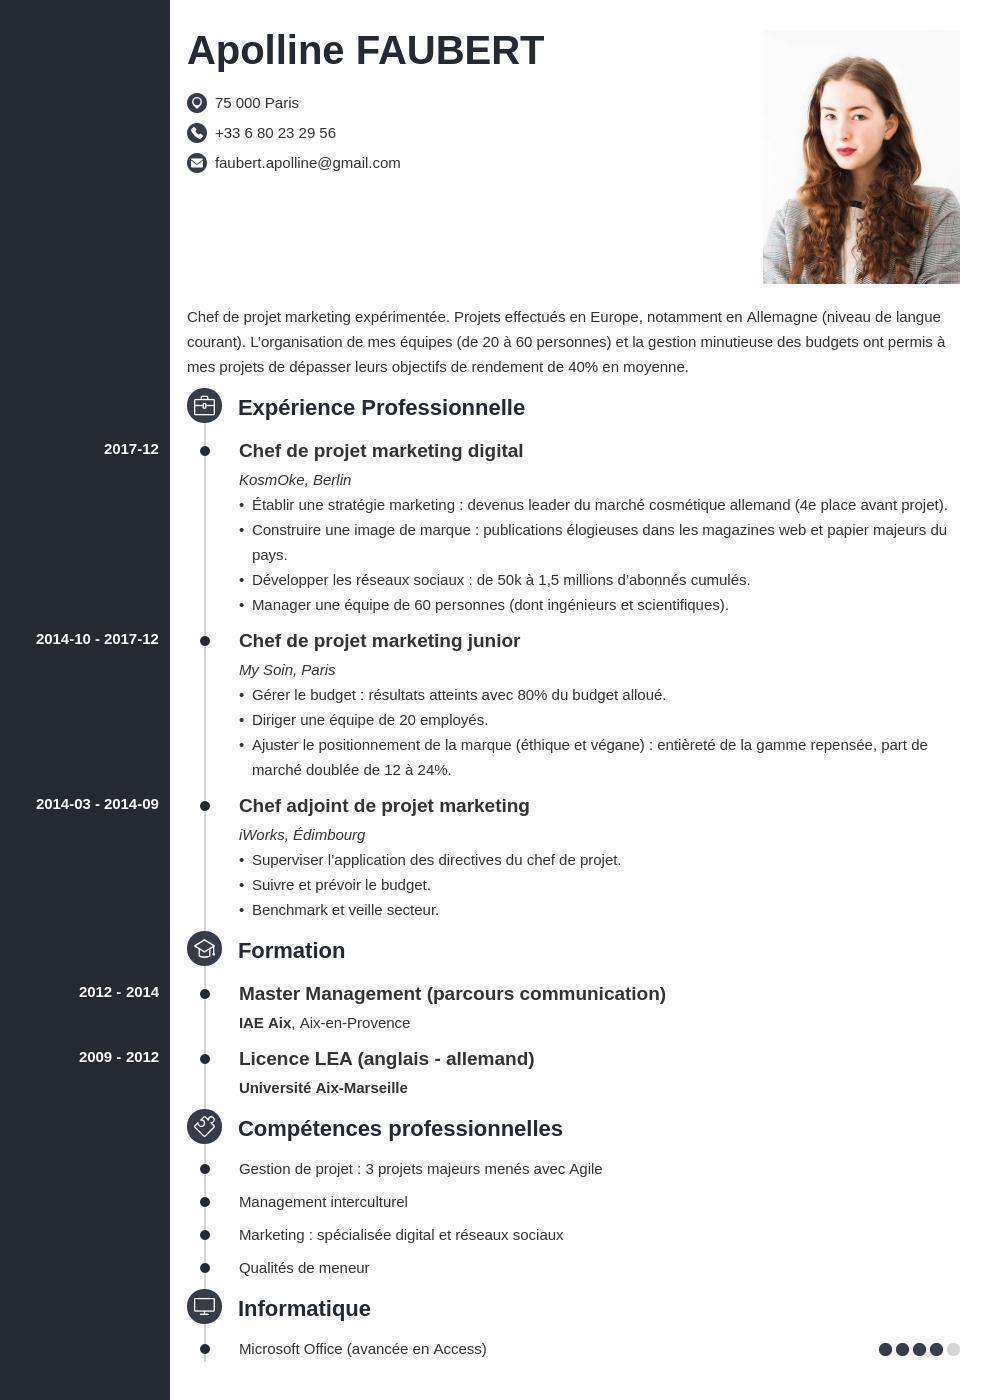 Apolline FAUBERT
75 000 Paris
+33 6 80 23 29 56
faubert.apolline@gmail.com
Chef de projet marketing expérimentée. Projets effectués en Europe, notamment en Allemagne (niveau de langue
courant). L’organisation de mes équipes (de 20 à 60 personnes) et la gestion minutieuse des budgets ont permis à
mes projets de dépasser leurs objectifs de rendement de 40% en moyenne.
Expérience Professionnelle
2017-12
Chef de projet marketing digital
KosmOke, Berlin
• Établir une stratégie marketing : devenus leader du marché cosmétique allemand (4e place avant projet).
• Construire une image de marque : publications élogieuses dans les magazines web et papier majeurs du
pays.
• Développer les réseaux sociaux : de 50k à 1,5 millions d’abonnés cumulés.
• Manager une équipe de 60 personnes (dont ingénieurs et scientifiques).
2014-10 - 2017-12
Chef de projet marketing junior
My Soin, Paris
• Gérer le budget : résultats atteints avec 80% du budget alloué.
• Diriger une équipe de 20 employés.
• Ajuster le positionnement de la marque (éthique et végane) : entièreté de la gamme repensée, part de
marché doublée de 12 à 24%.
2014-03 - 2014-09
Chef adjoint de projet marketing
iWorks, Édimbourg
• Superviser l’application des directives du chef de projet.
• Suivre et prévoir le budget.
• Benchmark et veille secteur.
Formation
2012 - 2014
Master Management (parcours communication)
IAE Aix, Aix-en-Provence
2009 - 2012
Licence LEA (anglais - allemand)
Université Aix-Marseille
Compétences professionnelles
Gestion de projet : 3 projets majeurs menés avec Agile
Management interculturel
Marketing : spécialisée digital et réseaux sociaux
Qualités de meneur
Informatique
Microsoft Office (avancée en Access)